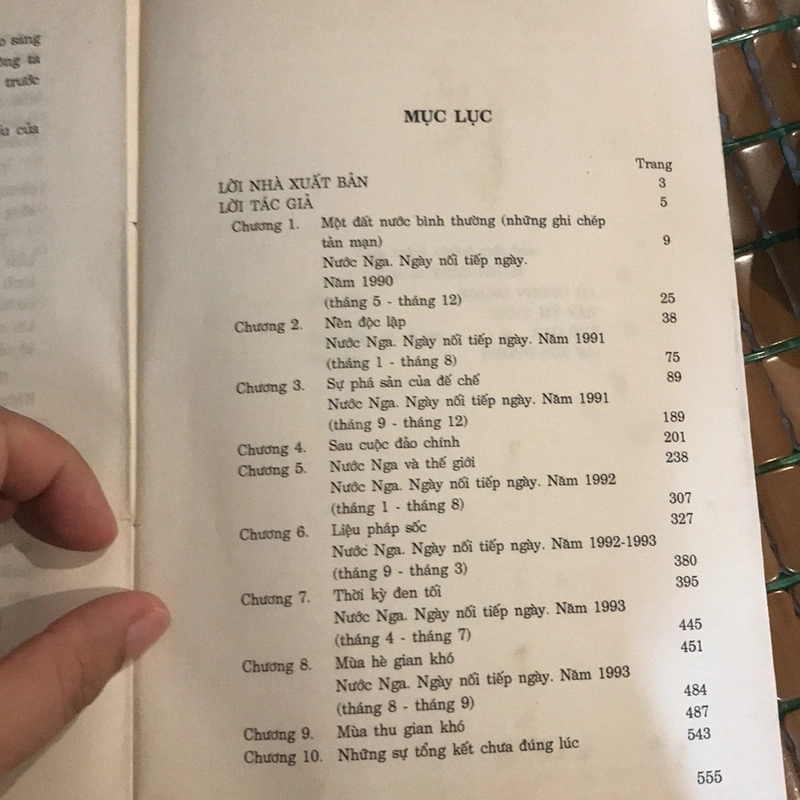 sáng
ta
trước
của
MỤC LỤC
Trang
LỜI NHÀ XUẤT BẢN 3
LỜI TÁC GIẢ 5
Chương 1. Một đất nước bình thường (những ghi chép
tản mạn) 9
Nước Nga. Ngày nối tiếp ngày.
Năm 1990
(tháng 5 - tháng 12) 25
Chương 2. Nền độc lập 38
Nước Nga. Ngày nối tiếp ngày. Năm 1991
(tháng 1 - tháng 8) 75
Chương 3. Sự phá sản của đế chế 89
Nước Nga. Ngày nối tiếp ngày. Năm 1991
(tháng 9 - tháng 12) 189
Chương 4. Sau cuộc đảo chính 201
Chương 5. Nước Nga và thế giới 238
Nước Nga. Ngày nối tiếp ngày. Năm 1992
(tháng 1 - tháng 8) 307
Chương 6. Liệu pháp sốc 327
Nước Nga. Ngày nối tiếp ngày. Năm 1992-1993
(tháng 9 - tháng 3) 380
Chương 7. Thời kỳ đen tối 395
Nước Nga. Ngày nối tiếp ngày. Năm 1993
(tháng 4 - tháng 7) 445
Chương 8. Mùa hè gian khó 451
Nước Nga. Ngày nối tiếp ngày. Năm 1993
(tháng 8 - tháng 9) 484
Chương 9. Mùa thu gian khó 487
Chương 10. Những sự tổng kết chưa đúng lúc 543
555